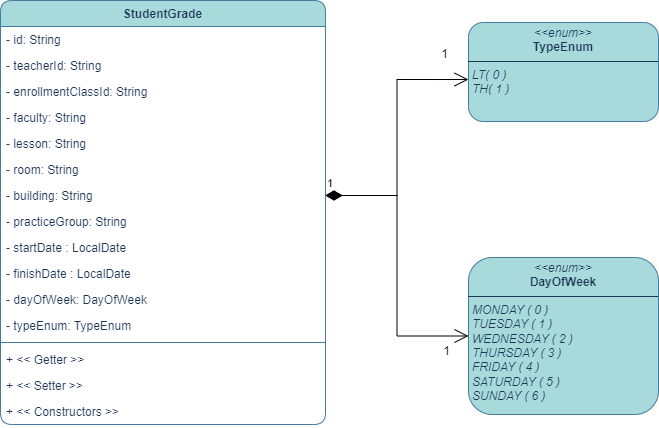 StudentGrade
- id: String
- teacherId: String
- enrollmentClassId: String
- faculty: String
- lesson: String
- room: String
- building: String
- practiceGroup: String
- startDate : LocalDate
- finishDate : LocalDate
- dayOfWeek: DayOfWeek
- typeEnum: TypeEnum
+ << Getter >>
+ << Setter >>
+ << Constructors >>
1
1
<<enum>>
TypeEnum
LT( 0 )
TH( 1 )
1
<<enum>>
DayOfWeek
MONDAY ( 0 )
TUESDAY ( 1 )
WEDNESDAY ( 2 )
THURSDAY ( 3 )
FRIDAY ( 4 )
SATURDAY ( 5 )
SUNDAY ( 6 )